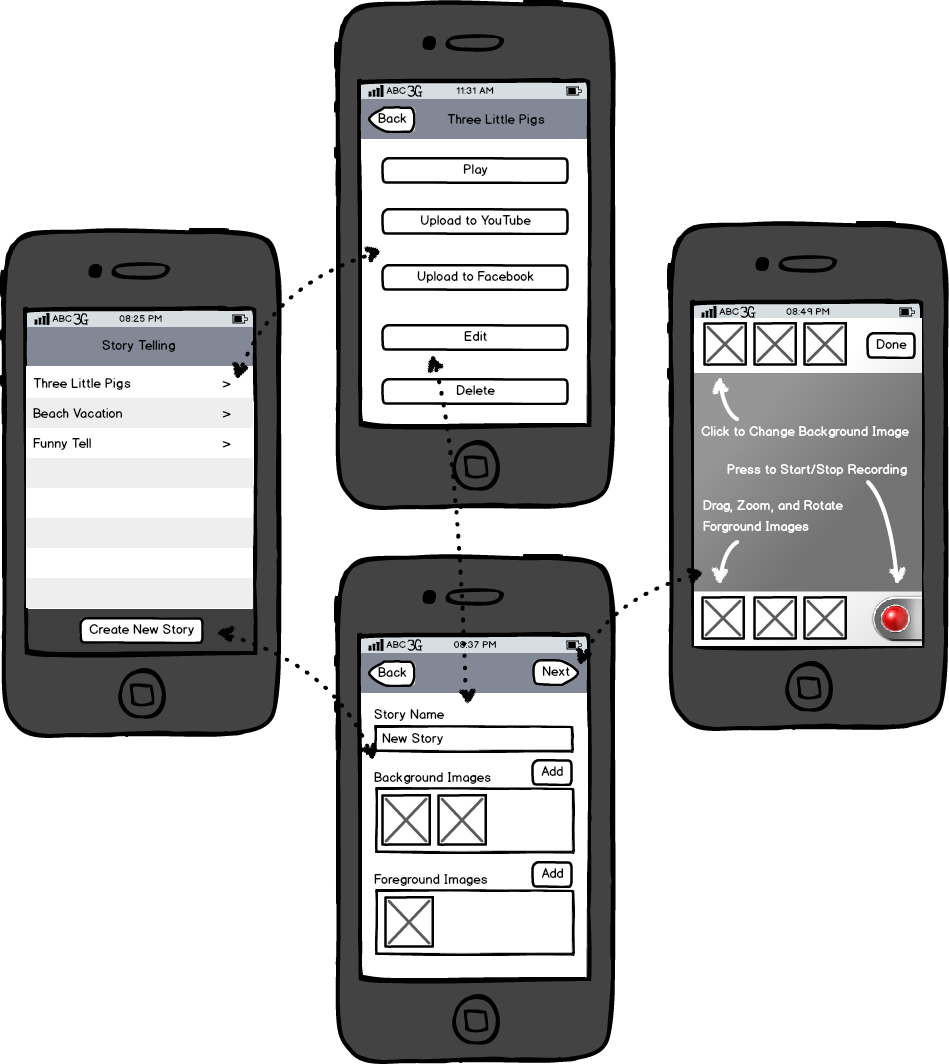 ABC 3G 11:31 AM
Back Three Little Pigs
Play
Upload to YouTube
Upload to Facebook
Edit
Delete
ABC 3G 08:25 PM
Story Telling
Three Little Pigs >
Beach Vacation >
Funny Tell >
Create New Story
ABC 3G 08:37 PM
Back Next
Story Name
New Story
Background Images Add
Foreground Images Add
ABC 3G 08:49 PM
Done
Click to Change Background Image
Press to Start/Stop Recording
Drag, Zoom, and Rotate
Forground Images